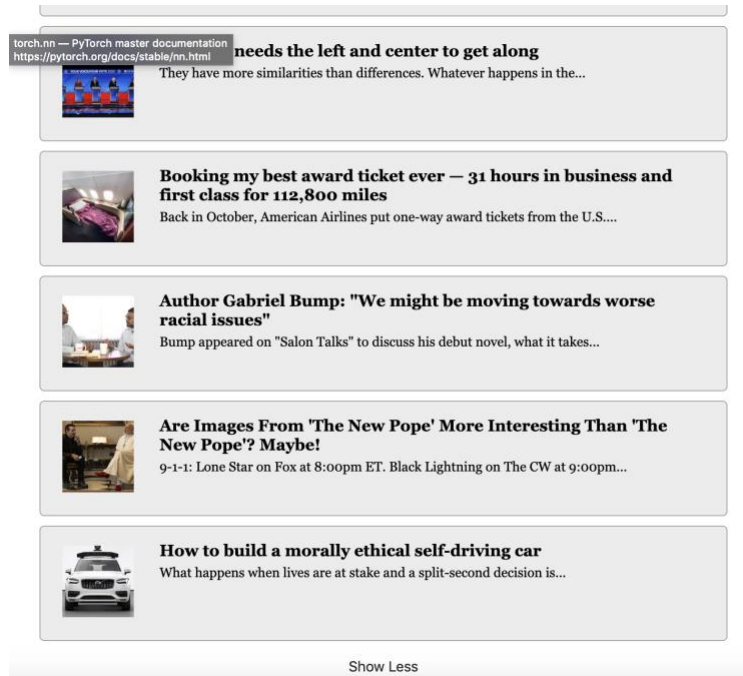 torch.nn — PyTorch master documentation
https://pytorch.org/docs/stable/nn.html
needs the left and center to get along
They have more similarities than differences. Whatever happens in the...
Booking my best award ticket ever — 31 hours in business and
first class for 112,800 miles
Back in October, American Airlines put one-way award tickets from the U.S....
Author Gabriel Bump: "We might be moving towards worse
racial issues"
Bump appeared on "Salon Talks" to discuss his debut novel, what it takes...
Are Images From 'The New Pope' More Interesting Than 'The
New Pope'? Maybe!
9-1-1: Lone Star on Fox at 8:00pm ET. Black Lightning on The CW at 9:00pm...
How to build a morally ethical self-driving car
What happens when lives are at stake and a split-second decision is...
Show Less